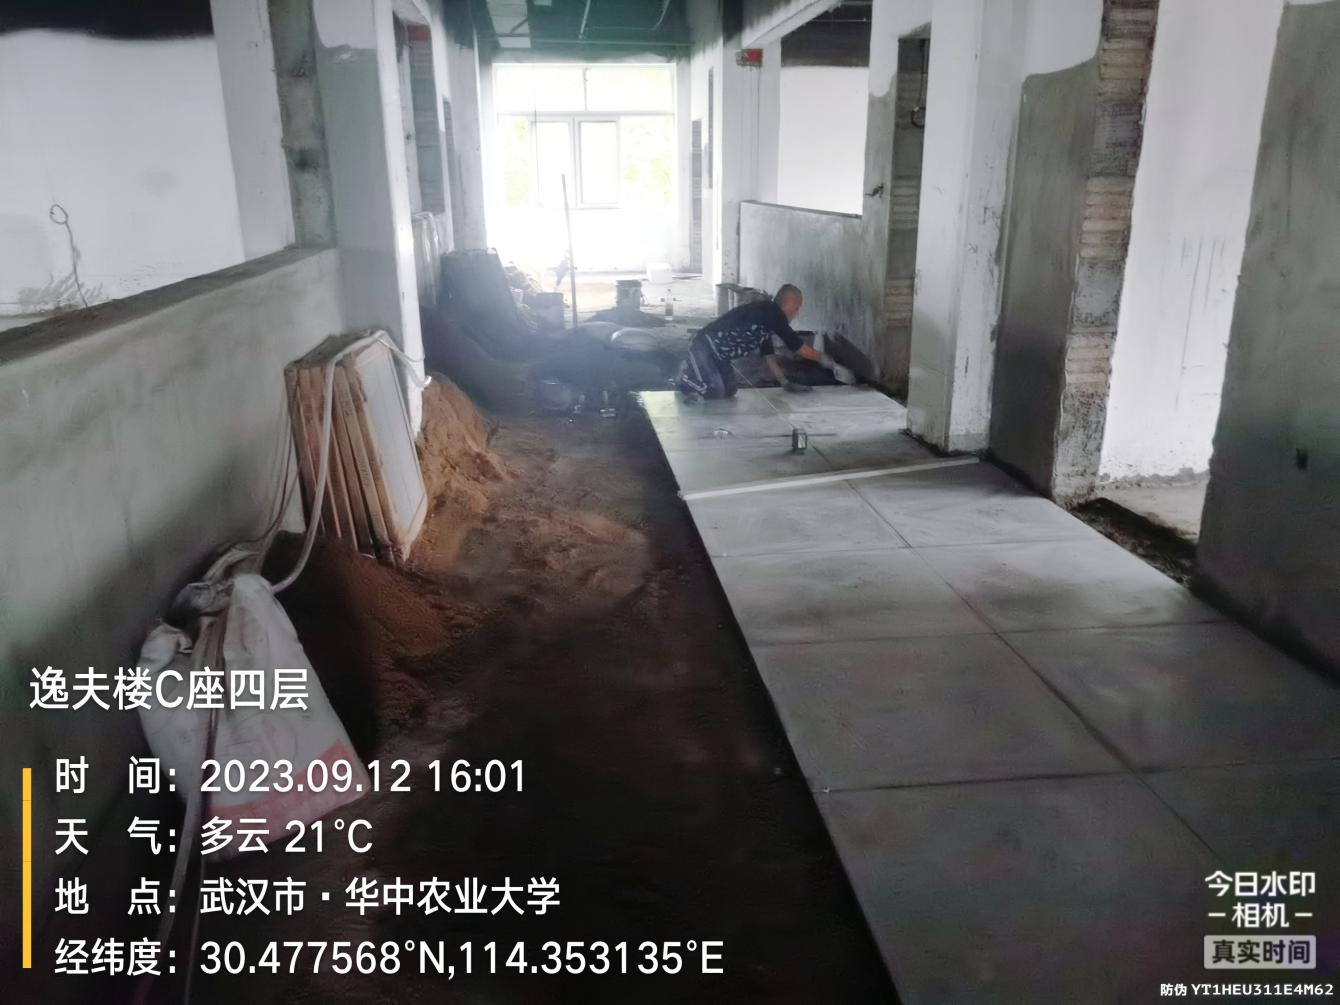 逸夫楼C座四层
时 间：2023.09.12 16:01
天 气：多云 21°C
地 点：武汉市·华中农业大学
经纬度：30.477568°N,114.353135°E
今日水印
相机
真实时间
防伪 YT1HEU311E4M62